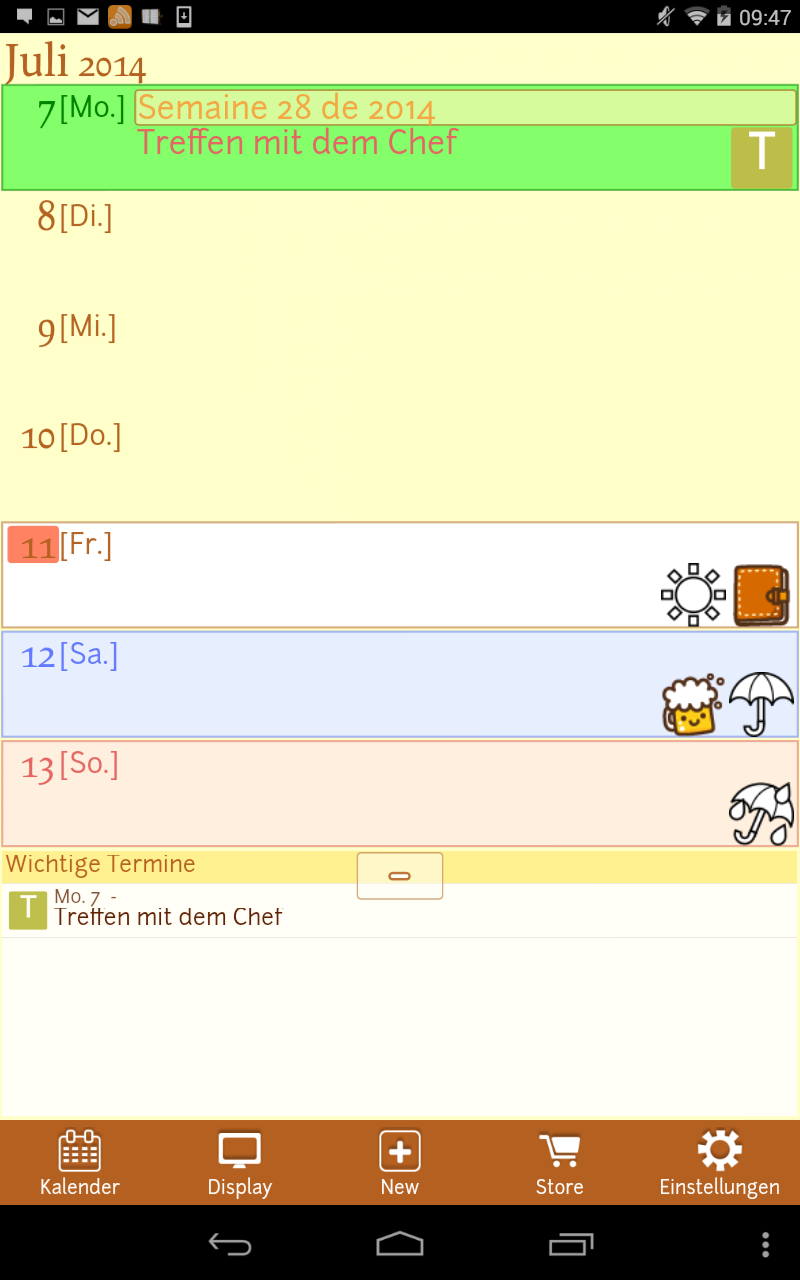 09:47
Juli 2014
7 [Mo.] Semaine 28 de 2014
Treffen mit dem Chef
T
8 [Di.]
9 [Mi.]
10 [Do.]
11 [Fr.]
12 [Sa.]
13 [So.]
Wichtige Termine
T Mo. 7 -
Treffen mit dem Chef
Kalender Display New Store Einstellungen